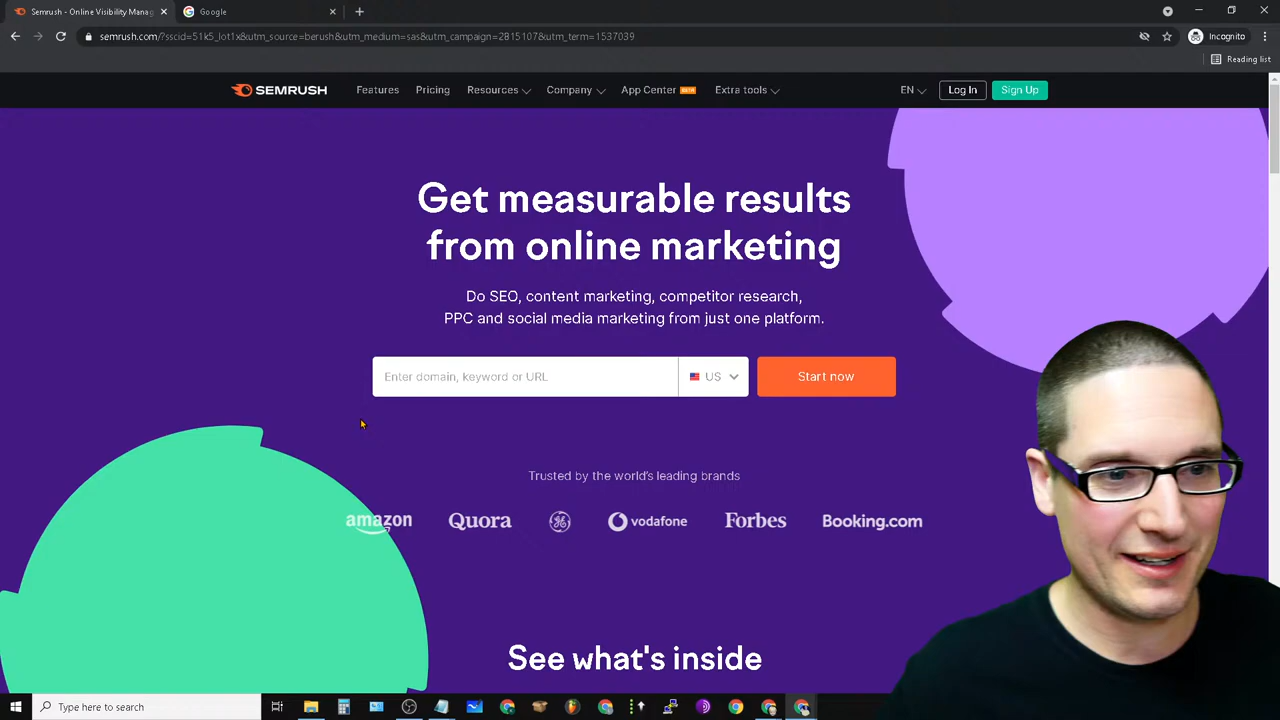 Semrush - Online Visibility Manag
Google
semrush.com/?sscid=51k5_lot1x&utm_source=berush&utm_medium=sas&utm_campaign=2815107&utm_term=1537039
Incognito
Reading list
SEMRUSH
Features
Pricing
Resources
Company
App Center BETA
Extra tools
EN
Log In
Sign Up
Get measurable results
from online marketing
Do SEO, content marketing, competitor research,
PPC and social media marketing from just one platform.
Enter domain, keyword or URL
US
Start now
Trusted by the world's leading brands
amazon
Quora
GE
vodafone
Forbes
Booking.com
See what's inside
Type here to search